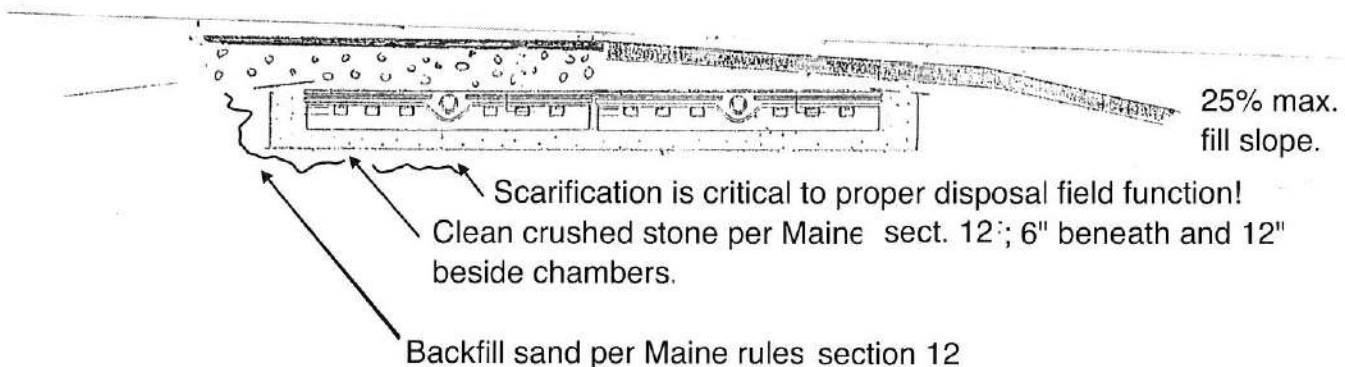 25% max.
fill slope.
Scarification is critical to proper disposal field function!
Clean crushed stone per Maine sect. 12 ; 6" beneath and 12"
beside chambers.
Backfill sand per Maine rules section 12